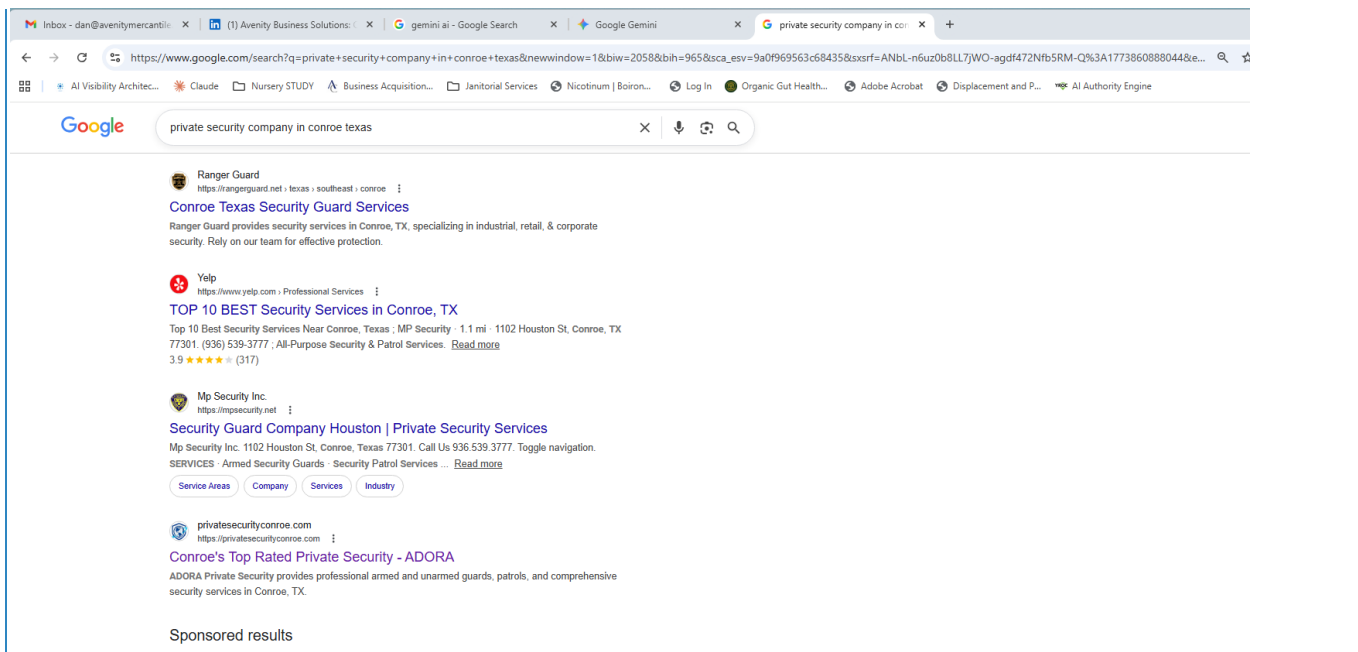 Inbox - dan@avenitymercantile
(1) Avenity Business Solutions: (
gemini ai - Google Search
Google Gemini
private security company in con
https://www.google.com/search?q=private+security+company+in+conroe+texas&newwindow=1&biw=2058&bih=965&sca_esv=9a0f969563c68435&sxsrf=ANbL-n6uz0b8LL7jWO-agdf472Nfb5RM-Q%3A1773860888044&e...
AI Visibility Architec...
Claude
Nursery STUDY
Business Acquisition...
Janitorial Services
Nicotinum | Boiron...
Log In
Organic Gut Health...
Adobe Acrobat
Displacement and P...
AI Authority Engine
Google
private security company in conroe texas
Ranger Guard
https://rangerguard.net › texas › southeast › conroe
Conroe Texas Security Guard Services
Ranger Guard provides security services in Conroe, TX, specializing in industrial, retail, & corporate
security. Rely on our team for effective protection.
Yelp
https://www.yelp.com › Professional Services
TOP 10 BEST Security Services in Conroe, TX
Top 10 Best Security Services Near Conroe, Texas ; MP Security · 1.1 mi · 1102 Houston St, Conroe, TX
77301. (936) 539-3777 ; All-Purpose Security & Patrol Services. Read more
3.9 ★★★★★ (317)
Mp Security Inc.
https://mpsecurity.net
Security Guard Company Houston | Private Security Services
Mp Security Inc. 1102 Houston St, Conroe, Texas 77301. Call Us 936.539.3777. Toggle navigation.
SERVICES · Armed Security Guards · Security Patrol Services ... Read more
Service Areas
Company
Services
Industry
privatesecurityconroe.com
https://privatesecurityconroe.com
Conroe's Top Rated Private Security - ADORA
ADORA Private Security provides professional armed and unarmed guards, patrols, and comprehensive
security services in Conroe, TX.
Sponsored results